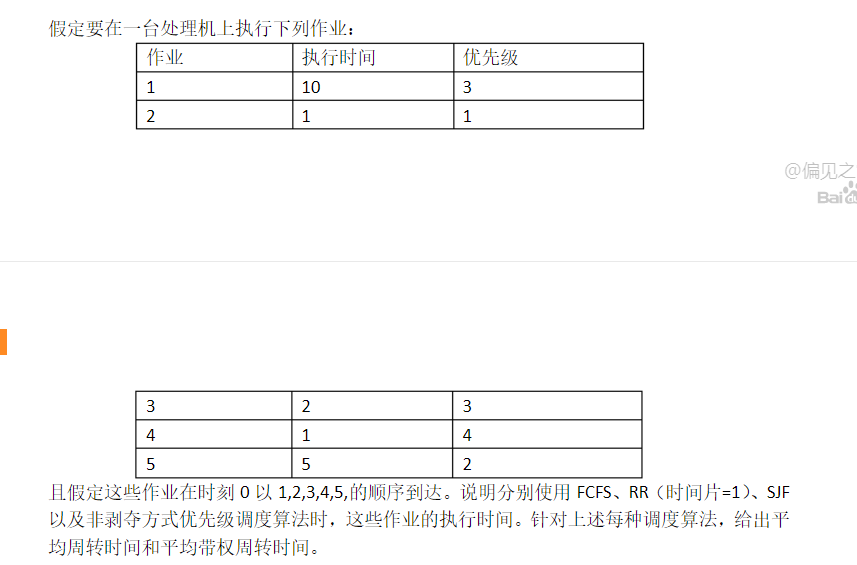 假定要在一台处理机上执行下列作业：
作业 执行时间 优先级
1 10 3
2 1 1
@偏见之
Bai
3 2 3
4 1 4
5 5 2
且假定这些作业在时刻 0 以 1,2,3,4,5,的顺序到达。说明分别使用 FCFS、RR（时间片=1）、SJF
以及非剥夺方式优先级调度算法时，这些作业的执行时间。针对上述每种调度算法，给出平
均周转时间和平均带权周转时间。